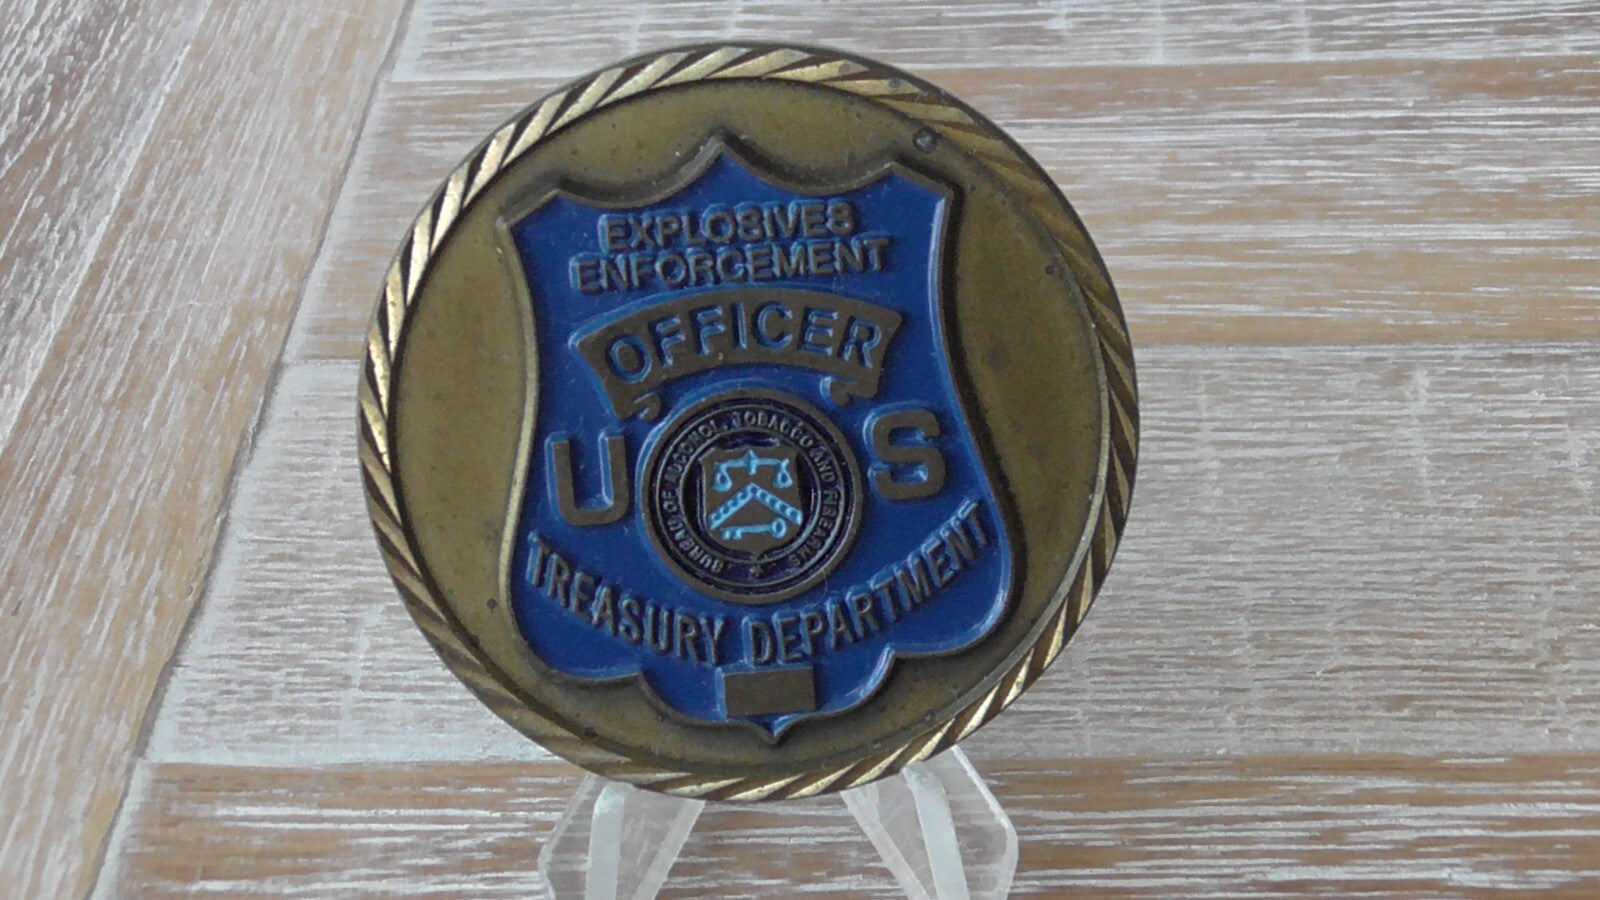 EXPLOSIVES
ENFORCEMENT
OFFICER
U S
BUREAU OF ALCOHOL, TOBACCO AND FIREARMS
TREASURY DEPARTMENT